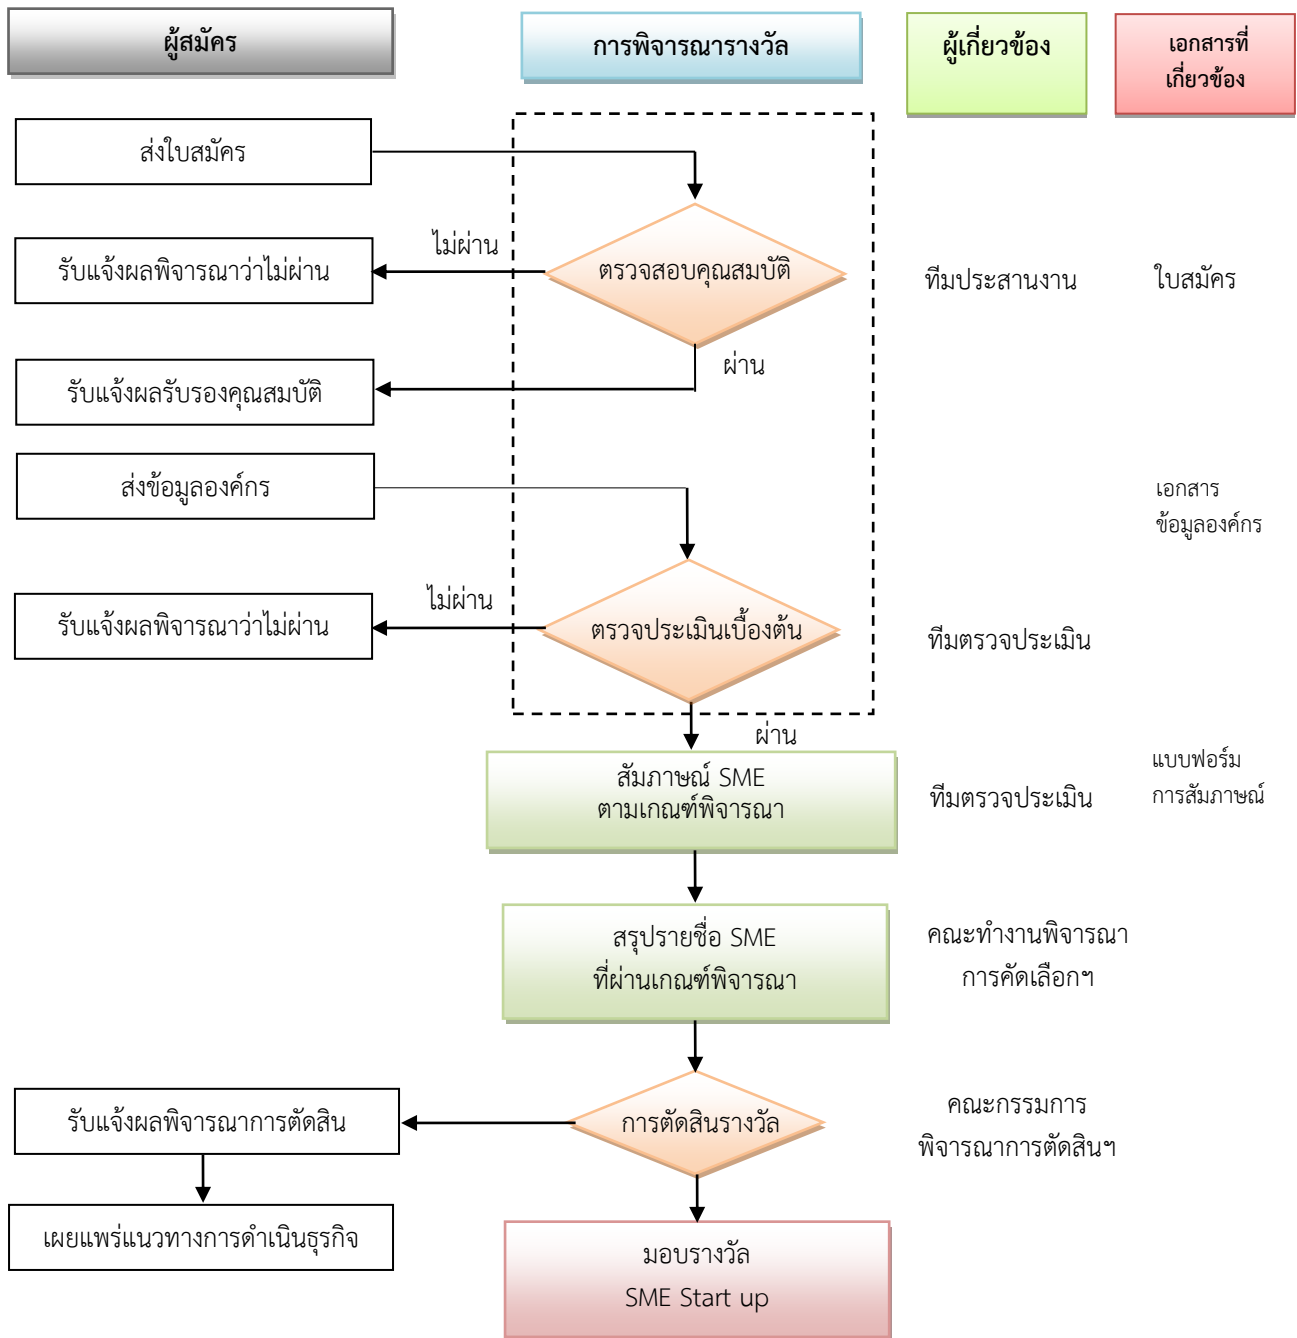 ผู้สมัคร
การพิจารณารางวัล
ผู้เกี่ยวข้อง
เอกสารที่
เกี่ยวข้อง
ส่งใบสมัคร
ไม่ผ่าน
รับแจ้งผลพิจารณาว่าไม่ผ่าน
ตรวจสอบคุณสมบัติ
ทีมประสานงาน
ใบสมัคร
ผ่าน
รับแจ้งผลรับรองคุณสมบัติ
ส่งข้อมูลองค์กร
เอกสาร
ข้อมูลองค์กร
ไม่ผ่าน
รับแจ้งผลพิจารณาว่าไม่ผ่าน
ตรวจประเมินเบื้องต้น
ทีมตรวจประเมิน
ผ่าน
สัมภาษณ์ SME
ตามเกณฑ์พิจารณา
ทีมตรวจประเมิน
แบบฟอร์ม
การสัมภาษณ์
สรุปรายชื่อ SME
ที่ผ่านเกณฑ์พิจารณา
คณะทำงานพิจารณา
การคัดเลือกฯ
รับแจ้งผลพิจารณาการตัดสิน
การตัดสินรางวัล
คณะกรรมการ
พิจารณาการตัดสินฯ
เผยแพร่แนวทางการดำเนินธุรกิจ
มอบรางวัล
SME Start up